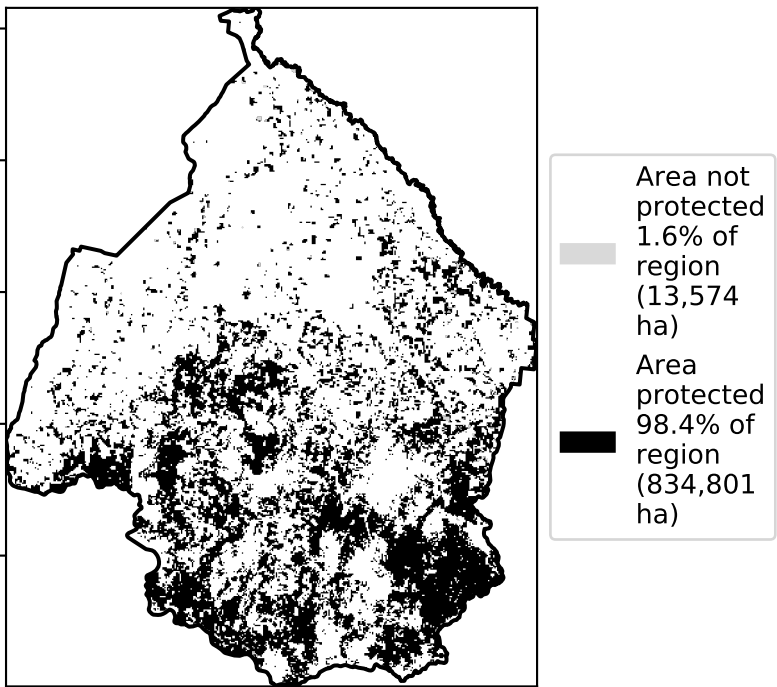 Area not
protected
1.6% of
region
(13,574
ha)
Area
protected
98.4% of
region
(834,801
ha)